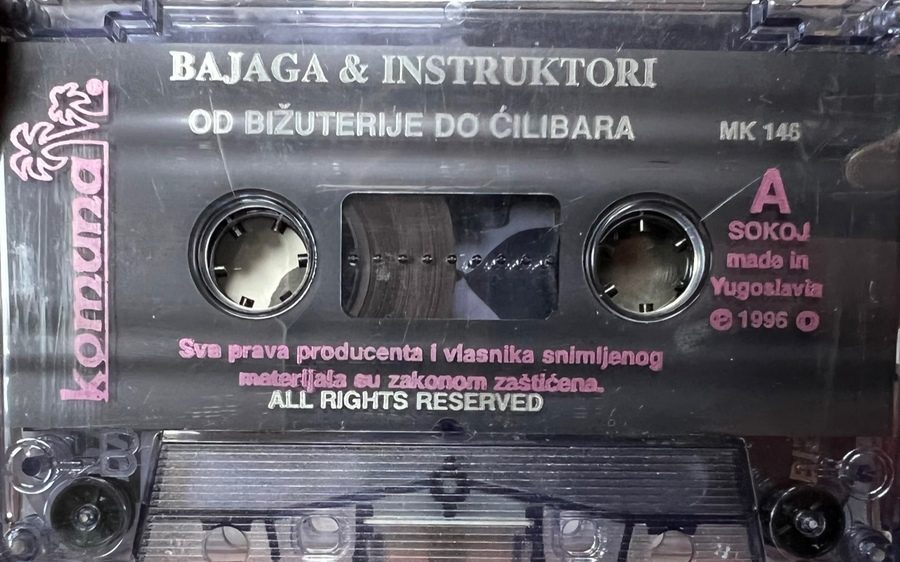 BAJAGA & INSTRUKTORI
OD BIŽUTERIJE DO ĆILIBARA
MK 146
komuna
A
SOKOJ
made in
Yugoslavia
℗ 1996 ©
Sva prava producenta i vlasnika snimljenog
materijala su zakonom zaštićena.
ALL RIGHTS RESERVED
B